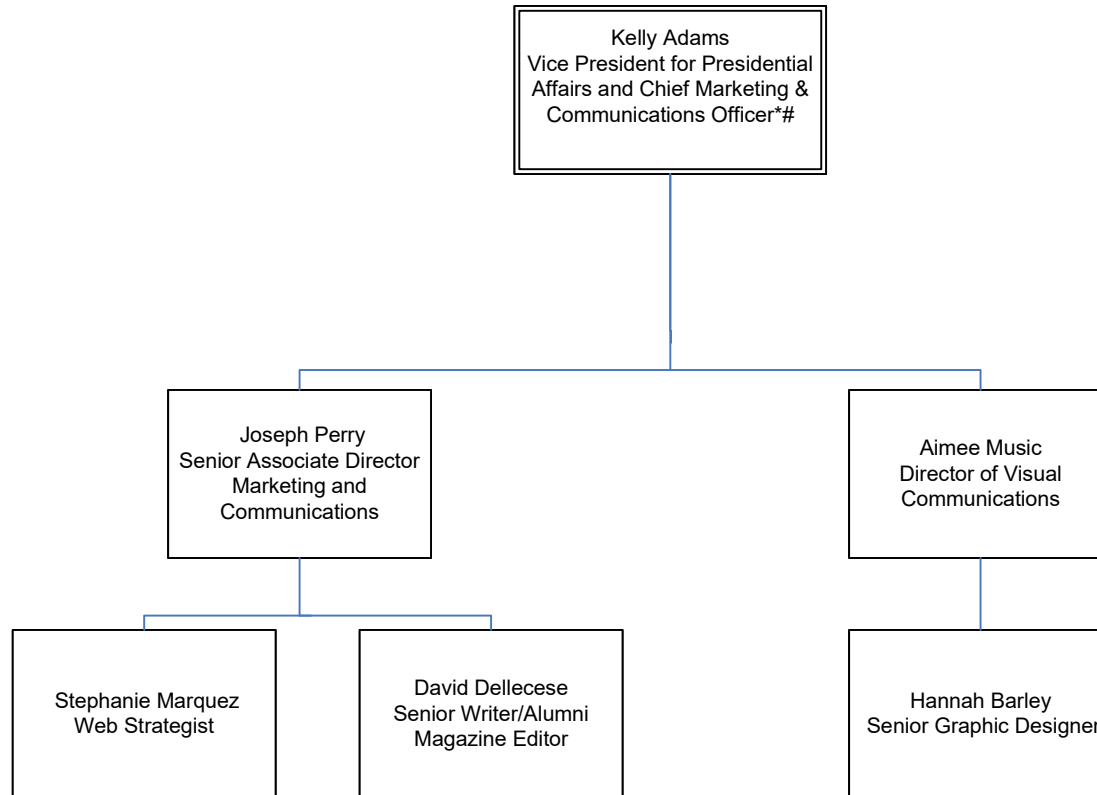 Kelly Adams
Vice President for Presidential
Affairs and Chief Marketing &
Communications Officer*#
Joseph Perry
Senior Associate Director
Marketing and
Communications
Aimee Music
Director of Visual
Communications
Stephanie Marquez
Web Strategist
David Dellecese
Senior Writer/Alumni
Magazine Editor
Hannah Barley
Senior Graphic Designer